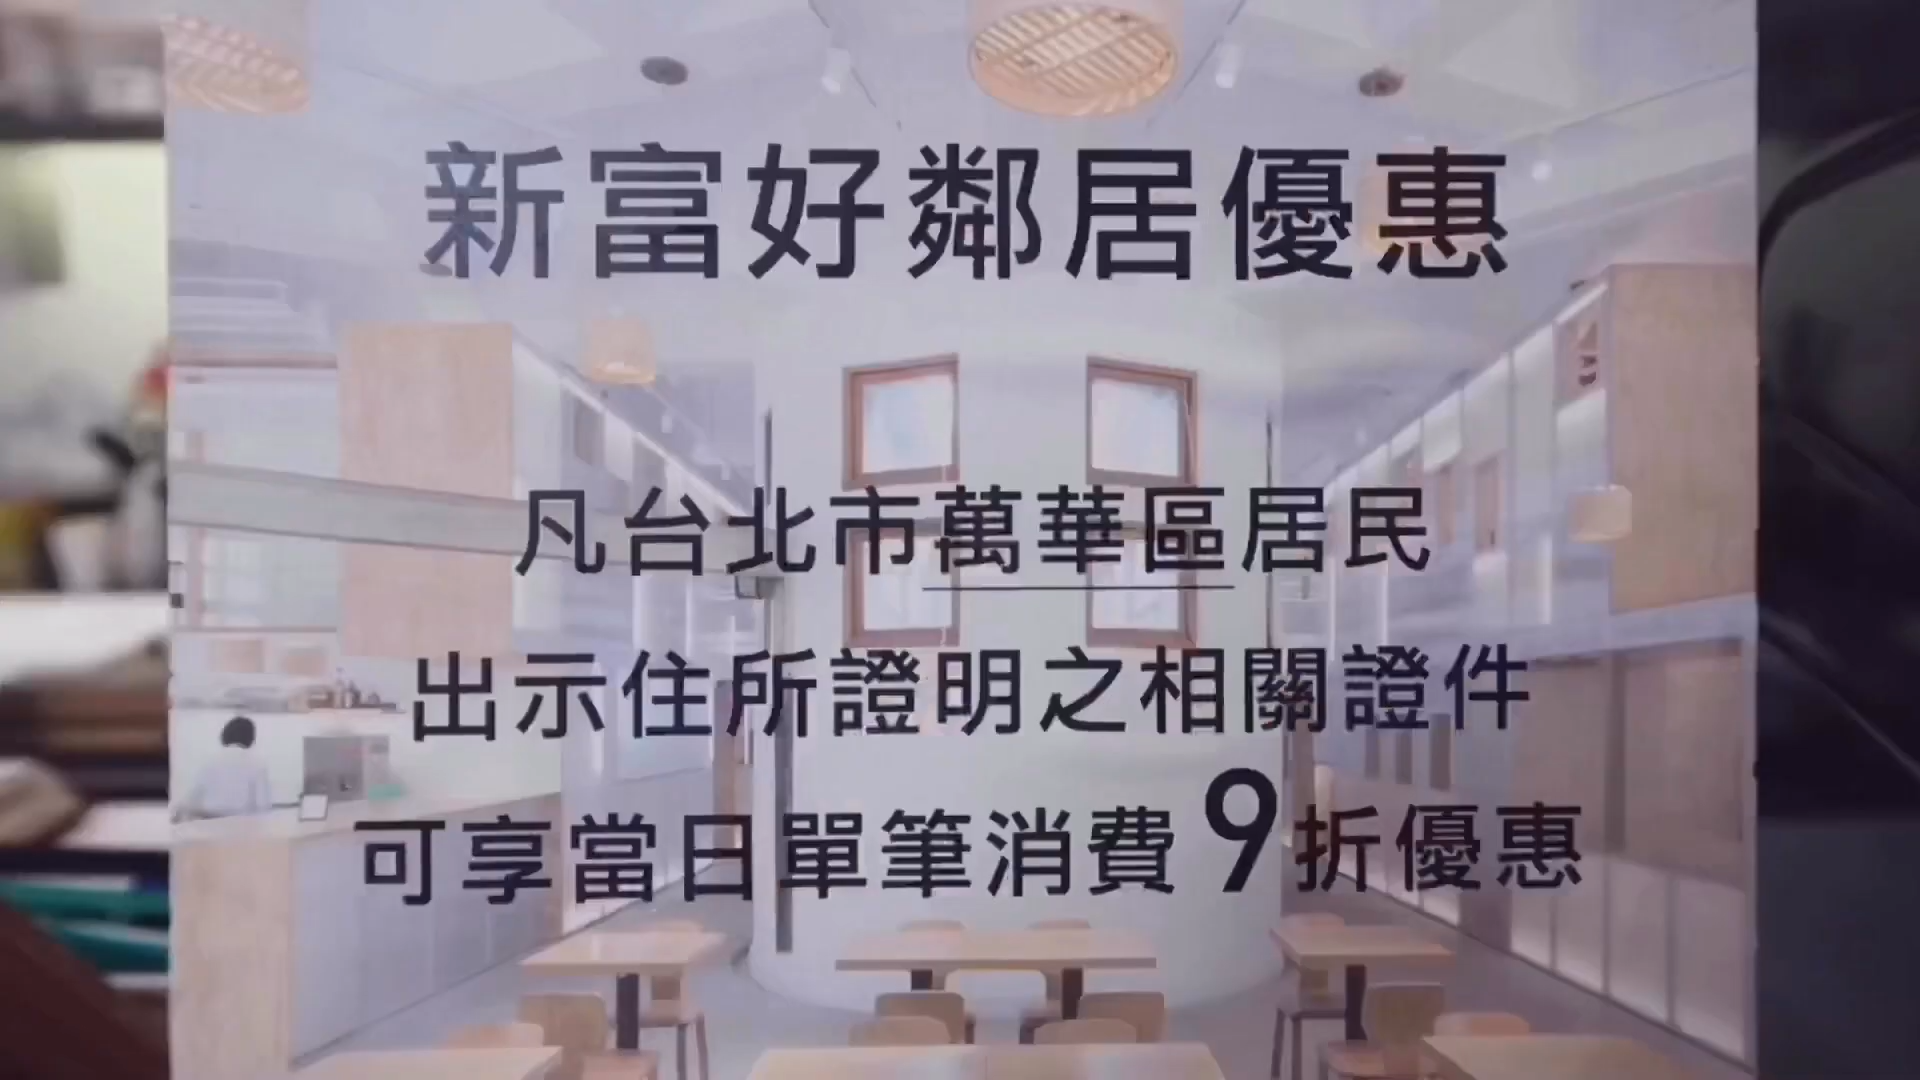 新富好鄰居優惠
凡台北市萬華區居民
出示住所證明之相關證件
可享當日單筆消費9折優惠